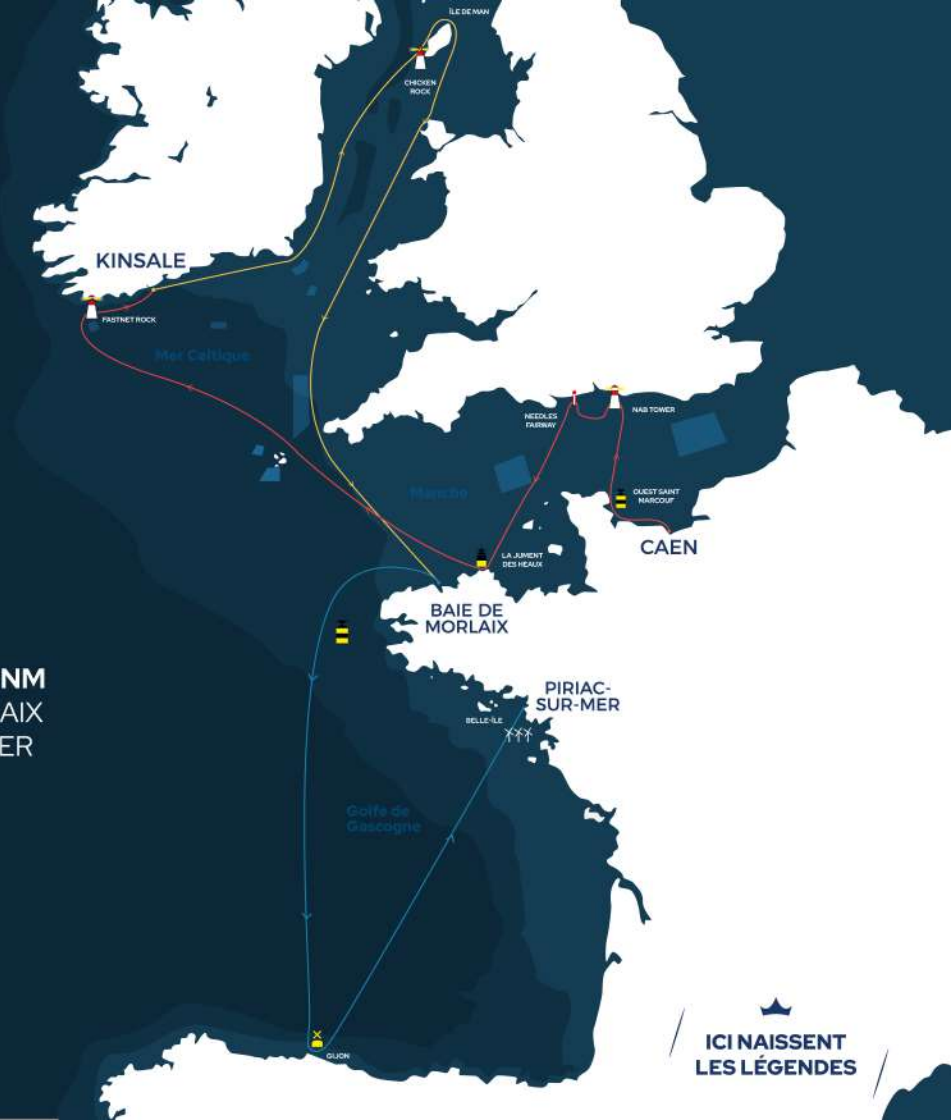 ÎLE DE MAN
CHICKEN
ROCK
KINSALE
FASTNET ROCK
Mer Celtique
NEEDLES
FAIRWAY
NAB TOWER
Manche
OUEST SAINT
MARCOUF
CAEN
LA JUMENT
DES HEAUX
BAIE DE
MORLAIX
NM
AIX
ER
PIRIAC-
SUR-MER
BELLE-ÎLE
Golfe de
Gascogne
GIJON
ICI NAISSENT
LES LÉGENDES